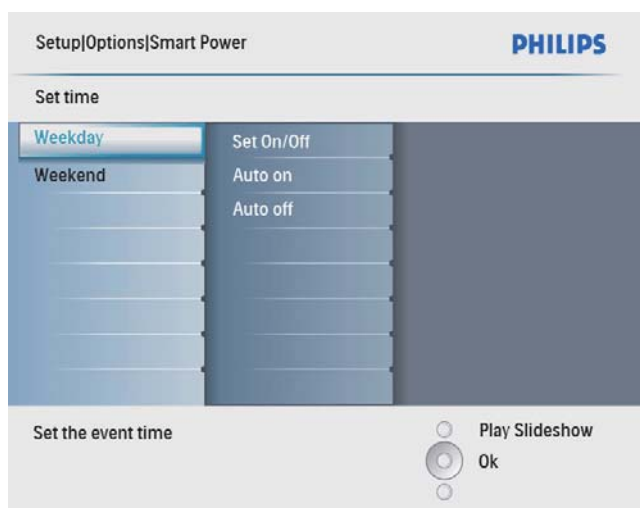 Setup|Options|Smart Power
PHILIPS
Set time
Weekday
Weekend
Set On/Off
Auto on
Auto off
Set the event time
Play Slideshow
Ok